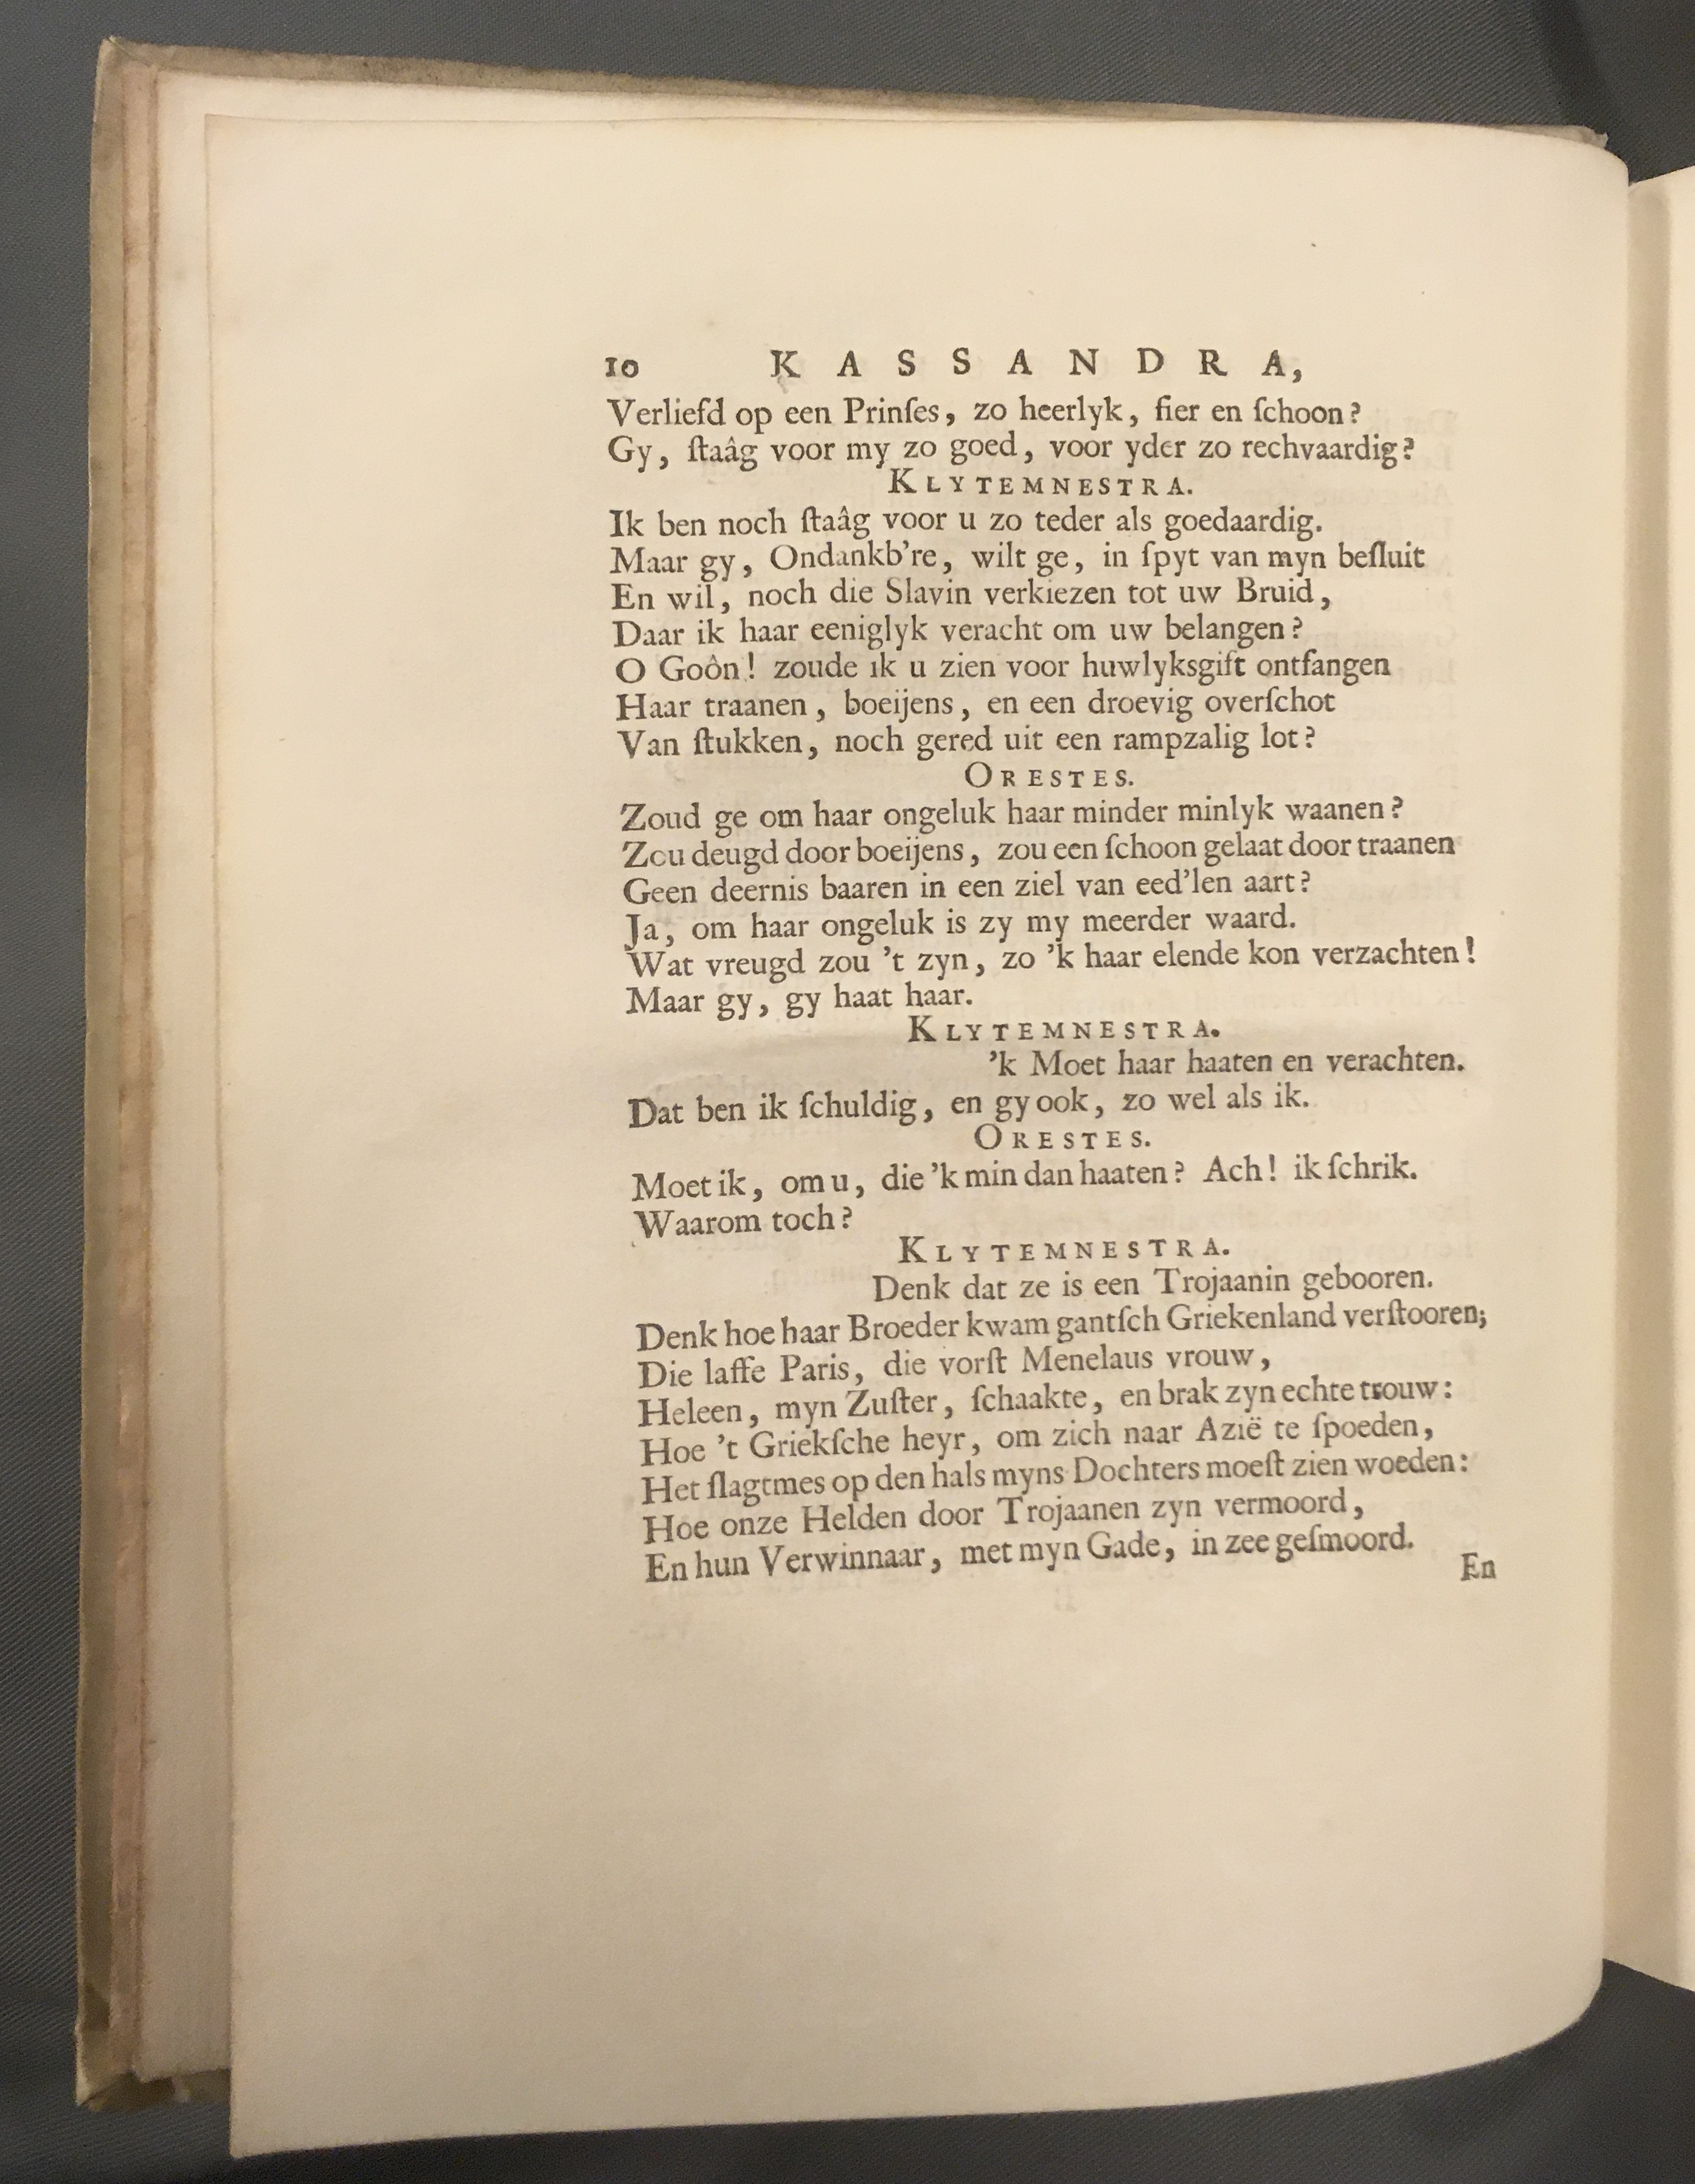 10 KASSANDRA,
Verliefd op een Prinſes, zo heerlyk, fier en ſchoon?
Gy, ſtaâg voor my zo goed, voor yder zo rechvaardig?
KLYTEMNESTRA.
Ik ben noch ſtaâg voor u zo teder als goedaardig.
Maar gy, Ondankb’re, wilt ge, in ſpyt van myn beſluit
En wil, noch die Slavin verkiezen tot uw Bruid,
Daar ik haar eeniglyk veracht om uw belangen?
O Goôn! zoude ik u zien voor huwlyksgift ontfangen
Haar traanen, boeijens, en een droevig overſchot
Van ſtukken, noch gered uit een rampzalig lot?
ORESTES.
Zoud ge om haar ongeluk haar minder minlyk waanen?
Zou deugd door boeijens, zou een ſchoon gelaat door traanen
Geen deernis baaren in een ziel van eed’len aart?
Ja, om haar ongeluk is zy my meerder waard.
Wat vreugd zou ’t zyn, zo ’k haar elende kon verzachten!
Maar gy, gy haat haar.
KLYTEMNESTRA.
’k Moet haar haaten en verachten.
Dat ben ik ſchuldig, en gy ook, zo wel als ik.
ORESTES.
Moet ik, om u, die ’k min dan haaten? Ach! ik ſchrik.
Waarom toch?
KLYTEMNESTRA.
Denk dat ze is een Trojaanin gebooren.
Denk hoe haar Broeder kwam gantſch Griekenland verſtooren;
Die laffe Paris, die vorſt Menelaus vrouw,
Heleen, myn Zuſter, ſchaakte, en brak zyn echte trouw:
Hoe ’t Griekſche heyr, om zich naar Azië te ſpoeden,
Het ſlagtmes op den hals myns Dochters moeſt zien woeden:
Hoe onze Helden door Trojaanen zyn vermoord,
En hun Verwinnaar, met myn Gade, in zee geſmoord.
En